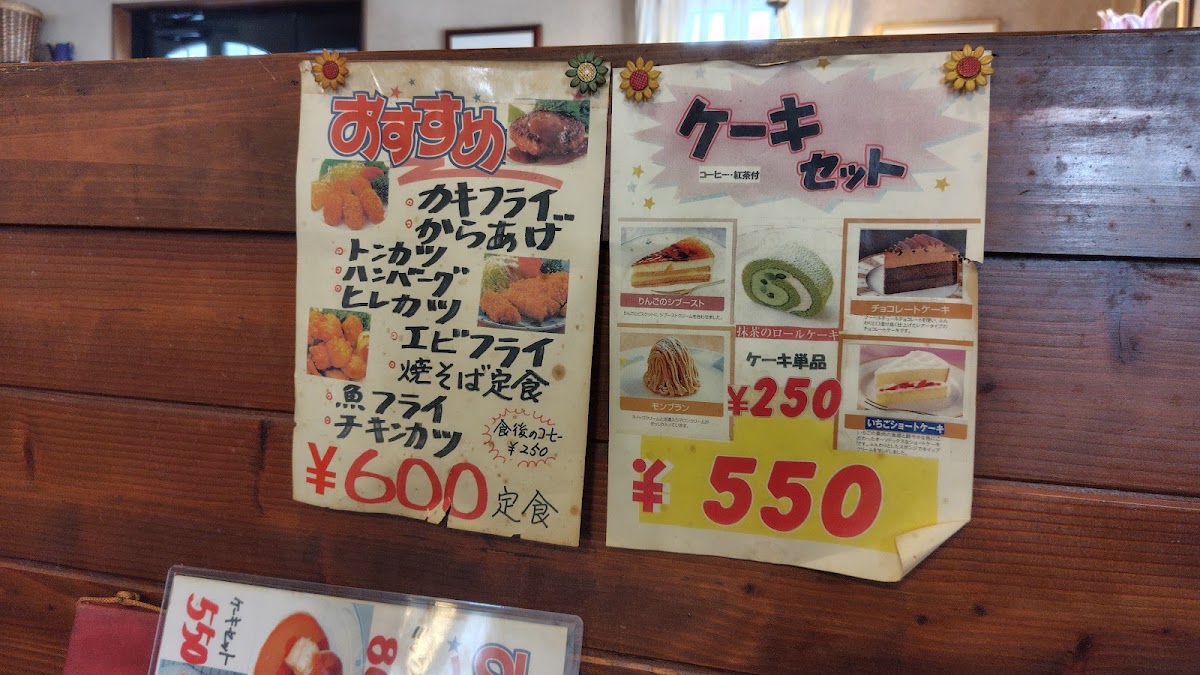 おすすめ
カキフライ
からあげ
トンカツ
ハンバーグ
ヒレカツ
エビフライ
焼そば定食
魚フライ
チキンカツ
食後のコーヒー
¥250
¥600定食
ケーキ
セット
コーヒー・紅茶付
りんごのシブースト
抹茶のロールケーキ
チョコレートケーキ
モンブラン
ケーキ単品
¥250
いちごショートケーキ
¥550
ケーキセット
550